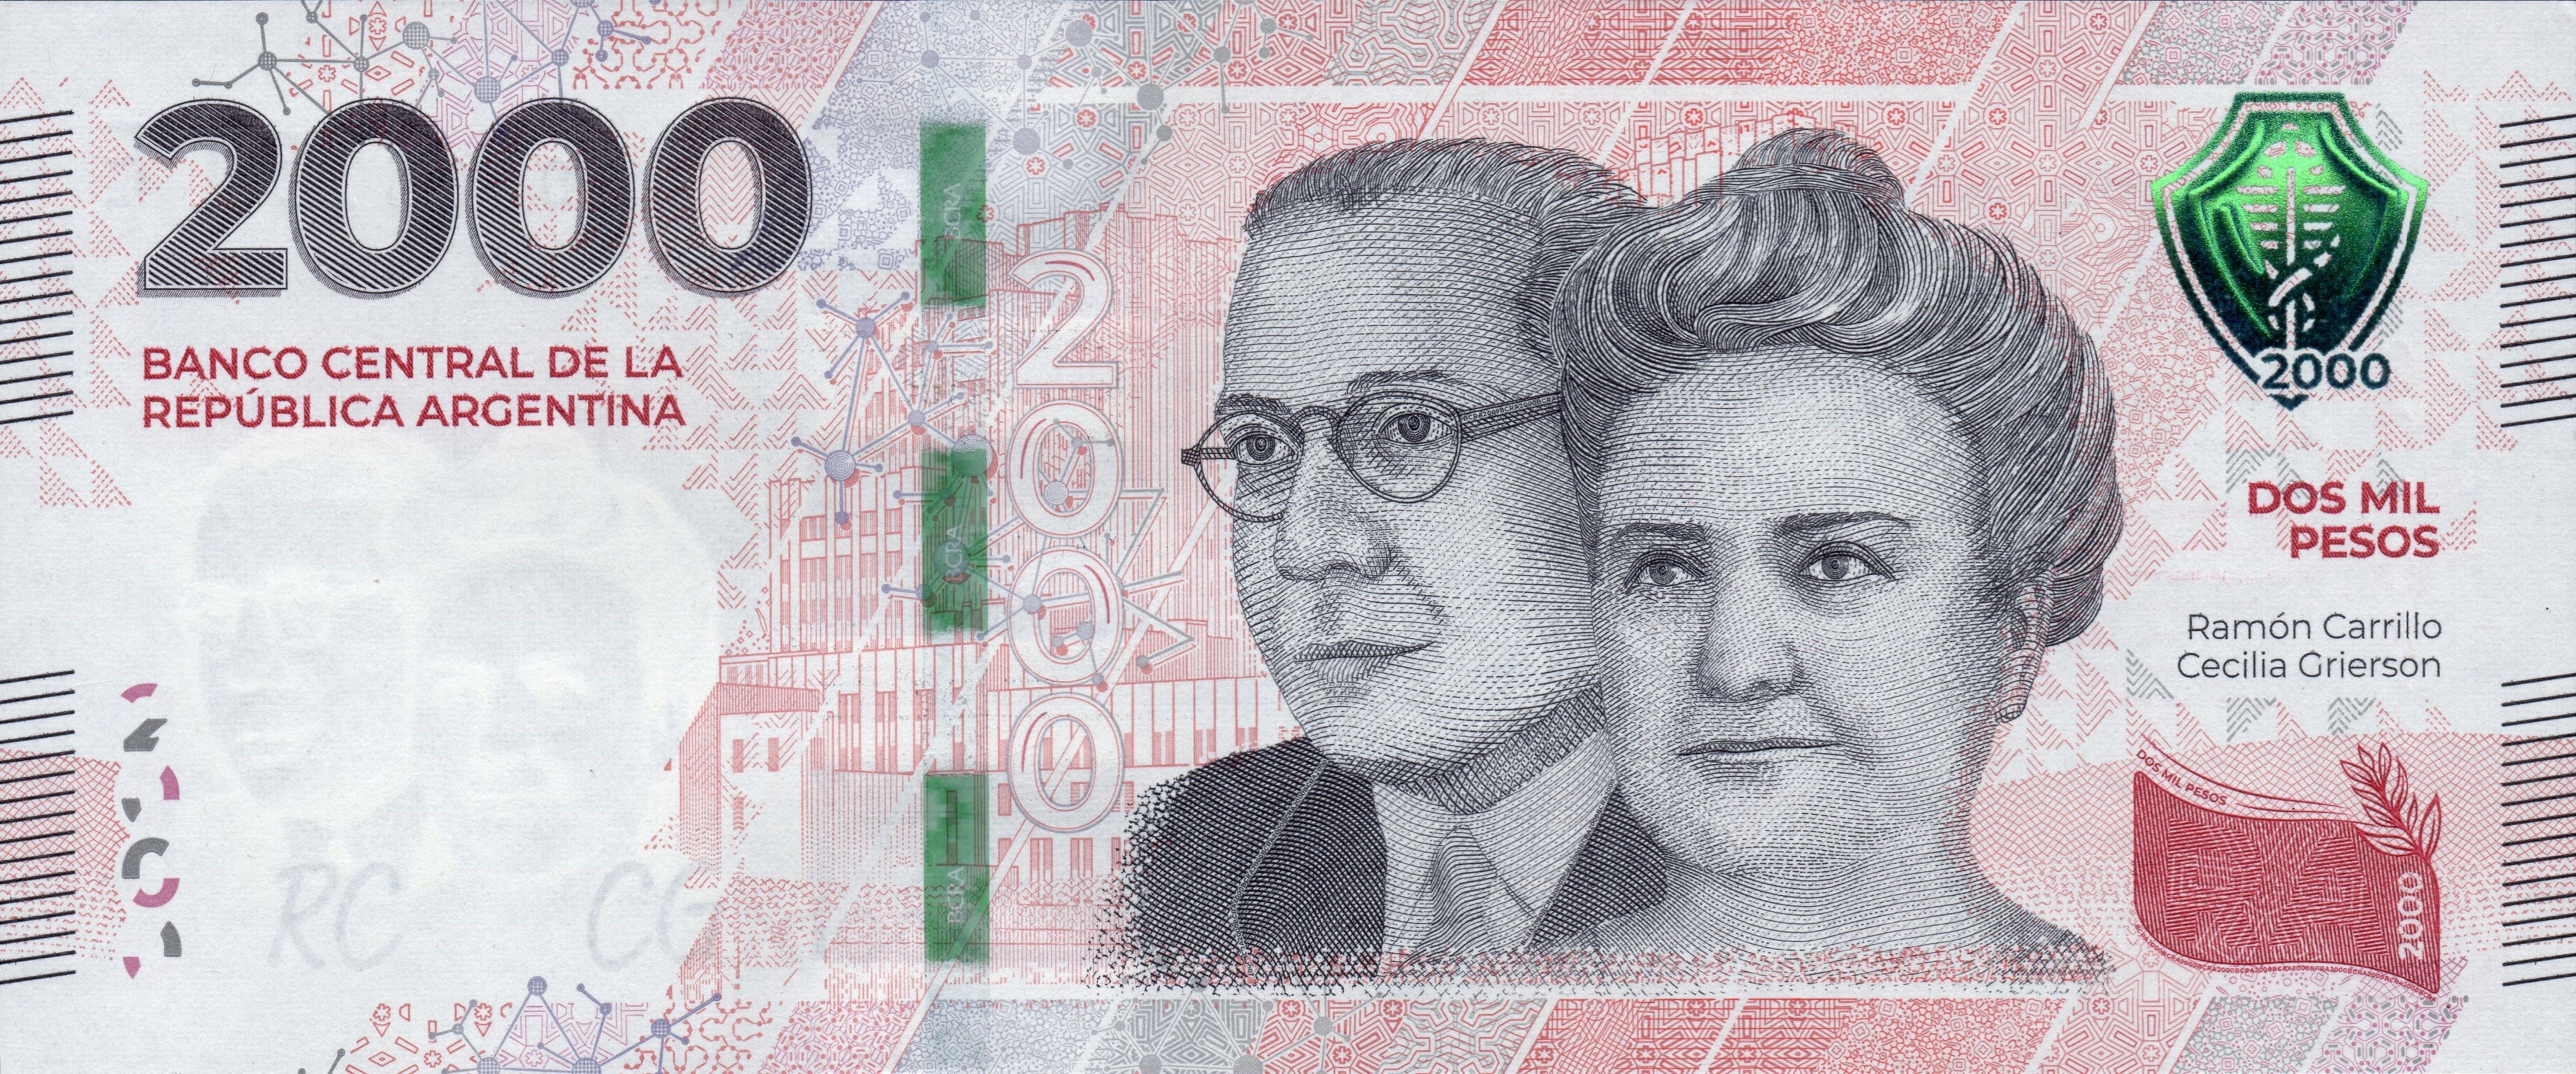 2000
BANCO CENTRAL DE LA
REPÚBLICA ARGENTINA
BCRA
BCRA
BCRA
2000
2000
DOS MIL
PESOS
Ramón Carrillo
Cecilia Grierson
DOS MIL PESOS
RA
2000
RC
CG